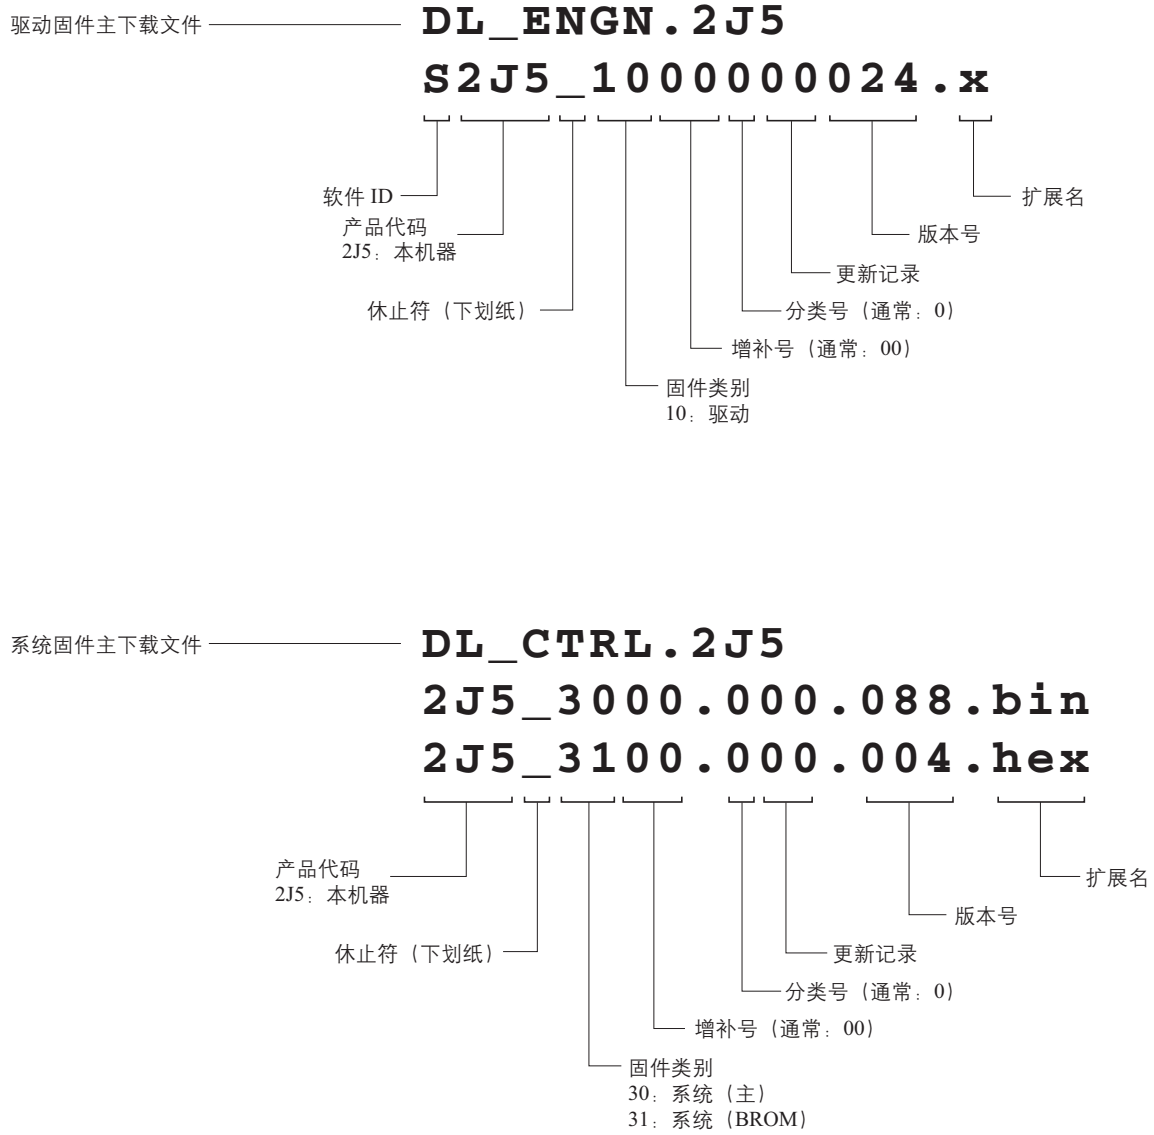 驱动固件主下载文件
DL_ENGN.2J5
S2J5_1000000024.x
软件 ID
扩展名
产品代码
2J5：本机器
版本号
更新记录
休止符（下划纸）
分类号（通常：0）
增补号（通常：00）
固件类别
10：驱动
系统固件主下载文件
DL_CTRL.2J5
2J5_3000.000.088.bin
2J5_3100.000.004.hex
产品代码
2J5：本机器
扩展名
版本号
休止符（下划纸）
更新记录
分类号（通常：0）
增补号（通常：00）
固件类别
30：系统（主）
31：系统（BROM）